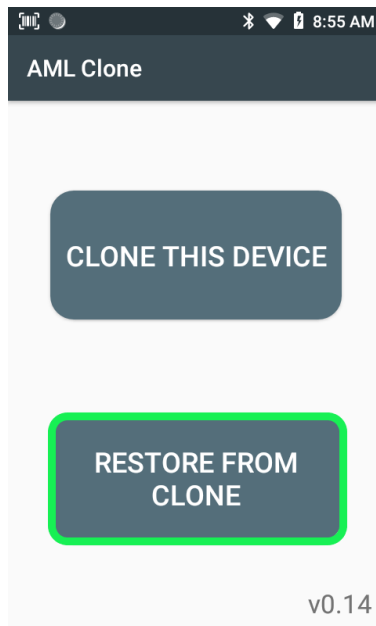 8:55 AM
AML Clone
CLONE THIS DEVICE
RESTORE FROM
CLONE
v0.14